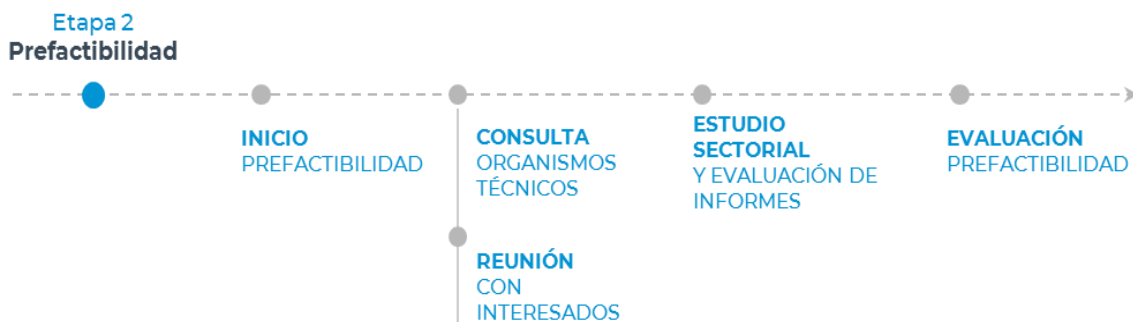 Etapa 2
Prefactibilidad
INICIO
PREFACTIBILIDAD
CONSULTA
ORGANISMOS
TÉCNICOS
REUNIÓN
CON
INTERESADOS
ESTUDIO
SECTORIAL
Y EVALUACIÓN DE
INFORMES
EVALUACIÓN
PREFACTIBILIDAD